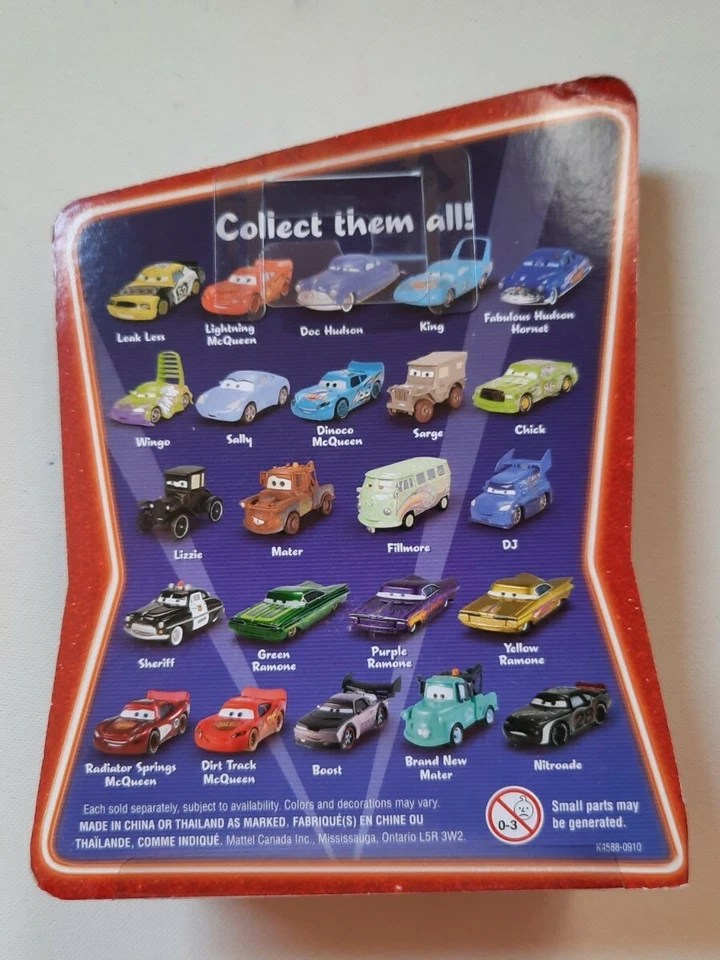 Collect them all!
Leak Less
Lightning
McQueen
Doc Hudson
King
Fabulous Hudson
Hornet
Wingo
Sally
Dinoco
McQueen
Sarge
Chick
Lizzie
Mater
Fillmore
DJ
Sheriff
Green
Ramone
Purple
Ramone
Yellow
Ramone
Radiator Springs
McQueen
Dirt Track
McQueen
Boost
Brand New
Mater
Nitroade
Each sold separately, subject to availability. Colors and decorations may vary.
MADE IN CHINA OR THAILAND AS MARKED. FABRIQUÉ(S) EN CHINE OU
THAÏLANDE, COMME INDIQUÉ. Mattel Canada Inc., Mississauga, Ontario L5R 3W2.
0-3
Small parts may
be generated.
K4588-0910